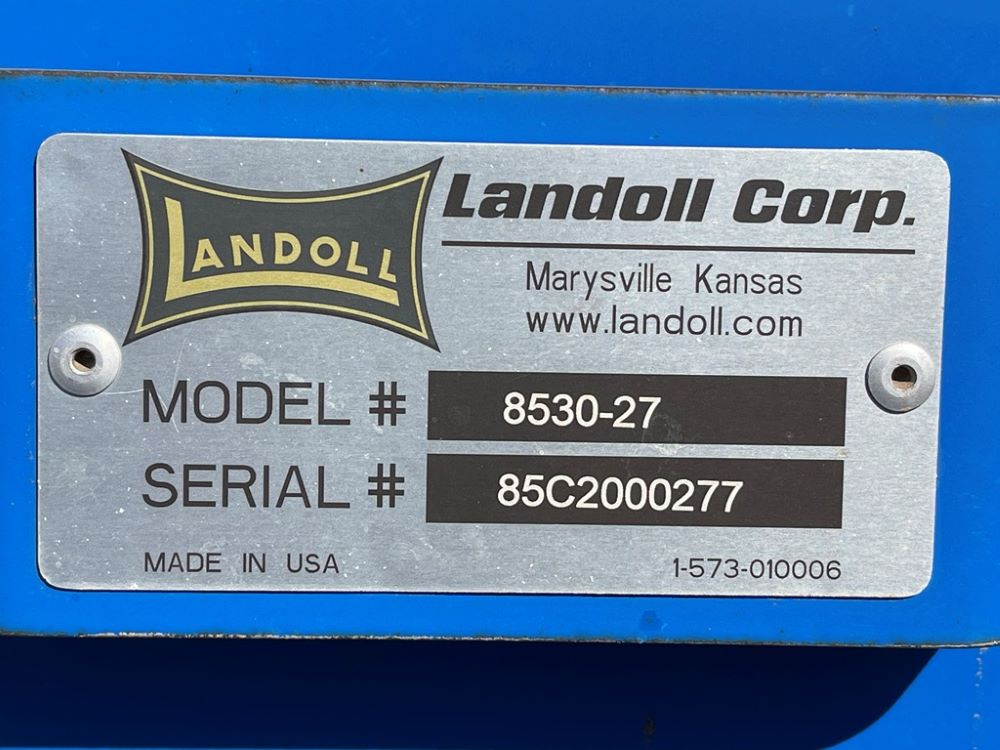 LANDOLL
Landoll Corp.
Marysville Kansas
www.landoll.com
MODEL # 8530-27
SERIAL # 85C2000277
MADE IN USA 1-573-010006